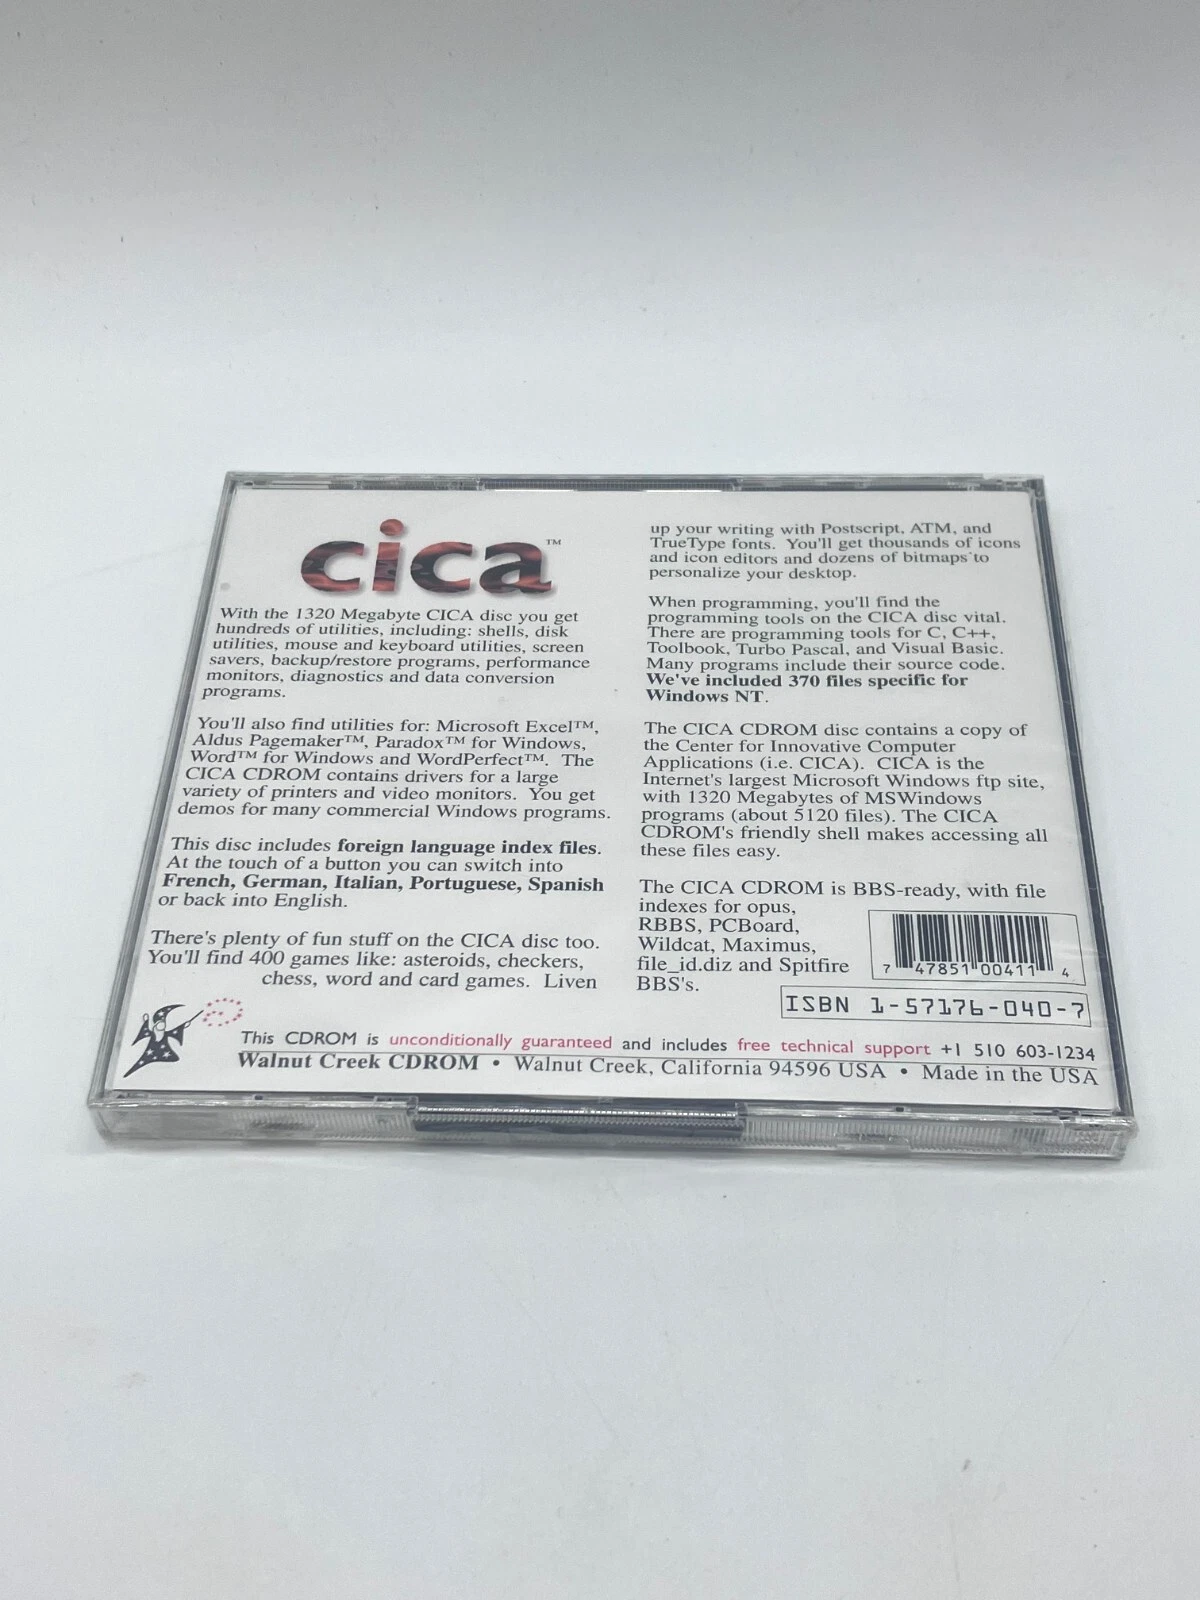 cica™
With the 1320 Megabyte CICA disc you get
hundreds of utilities, including: shells, disk
utilities, mouse and keyboard utilities, screen
savers, backup/restore programs, performance
monitors, diagnostics and data conversion
programs.
You'll also find utilities for: Microsoft Excel™,
Aldus Pagemaker™, Paradox™ for Windows,
Word™ for Windows and WordPerfect™. The
CICA CDROM contains drivers for a large
variety of printers and video monitors. You get
demos for many commercial Windows programs.
This disc includes foreign language index files.
At the touch of a button you can switch into
French, German, Italian, Portuguese, Spanish
or back into English.
There's plenty of fun stuff on the CICA disc too.
You'll find 400 games like: asteroids, checkers,
chess, word and card games. Liven
up your writing with Postscript, ATM, and
TrueType fonts. You'll get thousands of icons
and icon editors and dozens of bitmaps to
personalize your desktop.
When programming, you'll find the
programming tools on the CICA disc vital.
There are programming tools for C, C++,
Toolbook, Turbo Pascal, and Visual Basic.
Many programs include their source code.
We've included 370 files specific for
Windows NT.
The CICA CDROM disc contains a copy of
the Center for Innovative Computer
Applications (i.e. CICA). CICA is the
Internet's largest Microsoft Windows ftp site,
with 1320 Megabytes of MSWindows
programs (about 5120 files). The CICA
CDROM's friendly shell makes accessing all
these files easy.
The CICA CDROM is BBS-ready, with file
indexes for opus,
RBBS, PCBoard,
Wildcat, Maximus,
file_id.diz and Spitfire
BBS's.
7 47851 00411 4
ISBN 1-57176-040-7
This CDROM is unconditionally guaranteed and includes free technical support +1 510 603-1234
Walnut Creek CDROM • Walnut Creek, California 94596 USA • Made in the USA